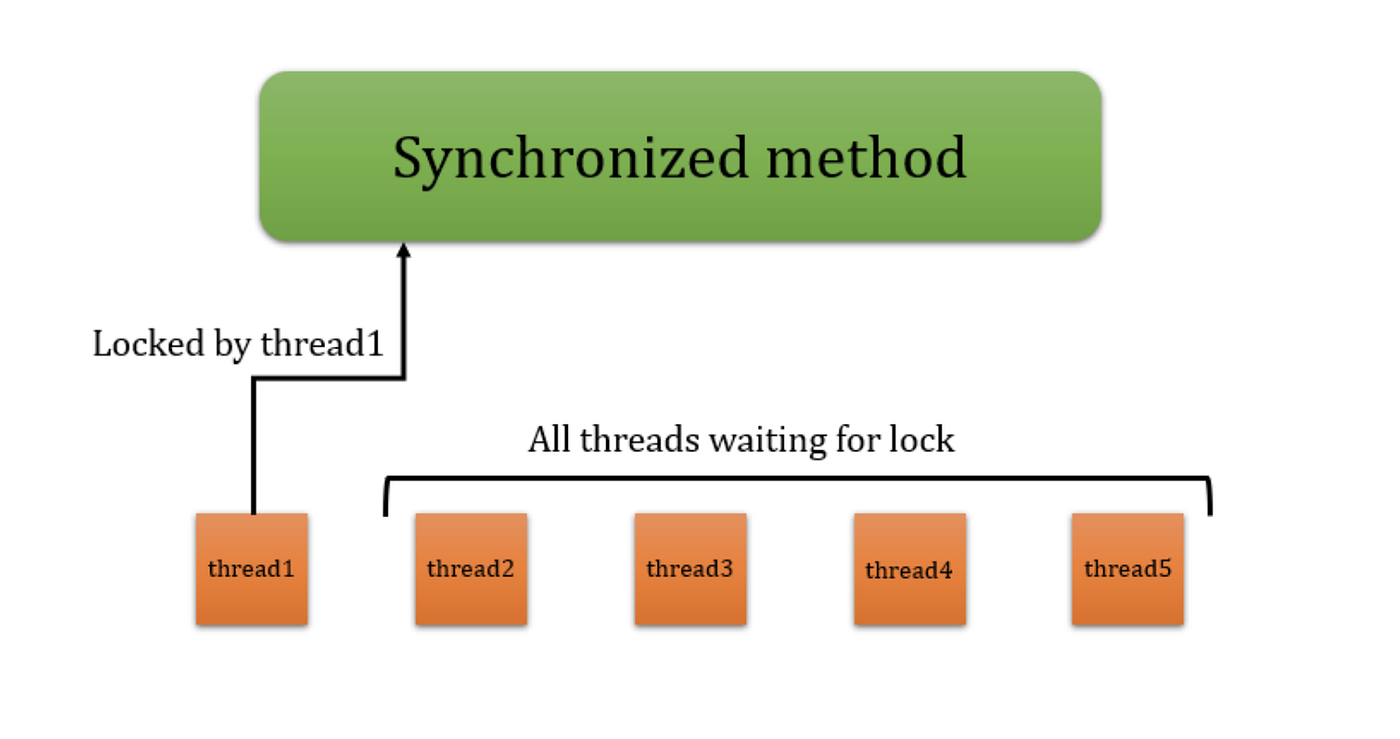 Synchronized method
Locked by thread1
All threads waiting for lock
thread1
thread2
thread3
thread4
thread5